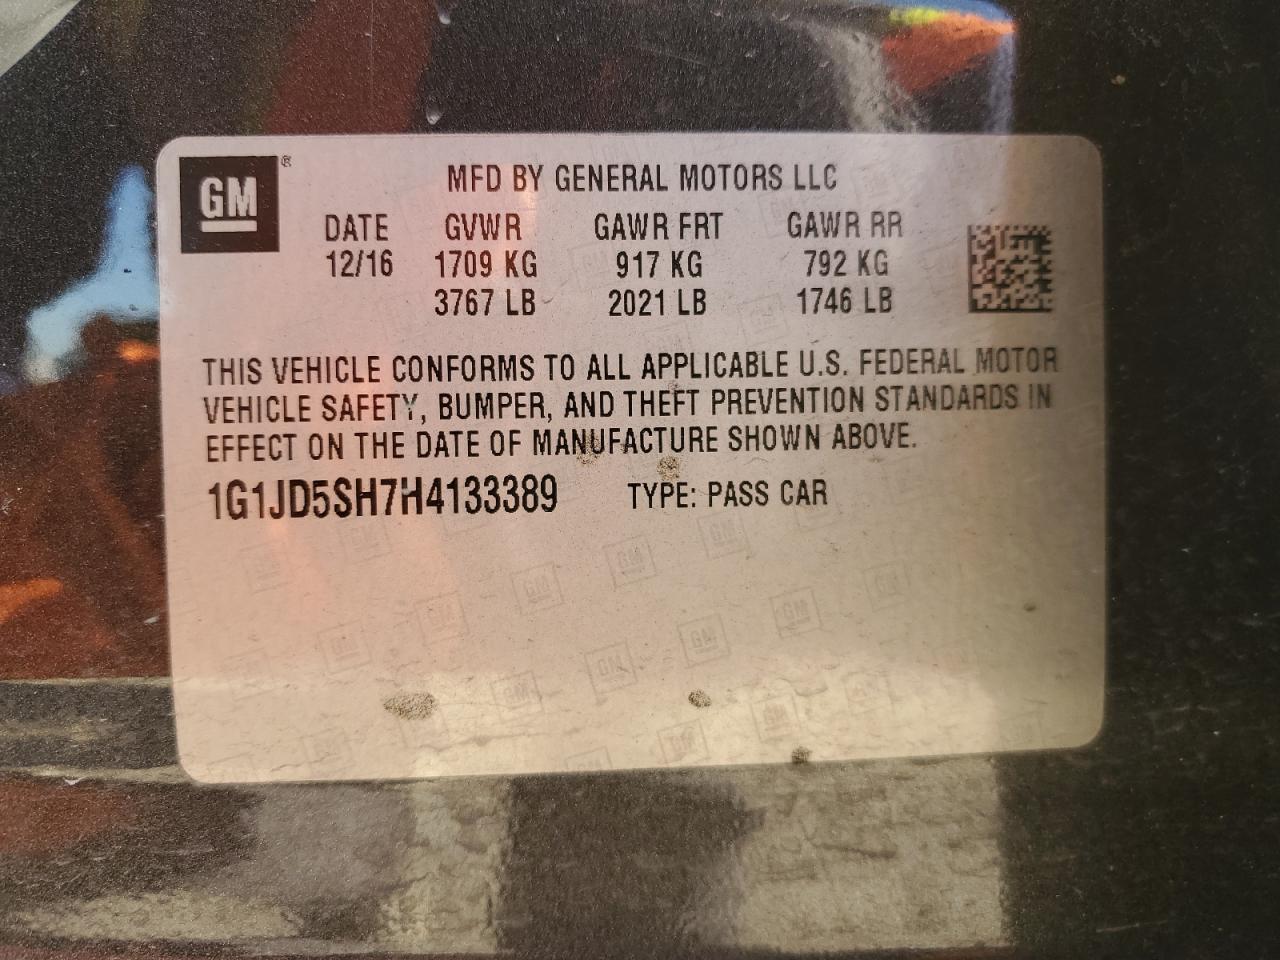 GM ®
MFD BY GENERAL MOTORS LLC
DATE GVWR GAWR FRT GAWR RR
12/16 1709 KG 917 KG 792 KG
3767 LB 2021 LB 1746 LB
THIS VEHICLE CONFORMS TO ALL APPLICABLE U.S. FEDERAL MOTOR
VEHICLE SAFETY, BUMPER, AND THEFT PREVENTION STANDARDS IN
EFFECT ON THE DATE OF MANUFACTURE SHOWN ABOVE.
1G1JD5SH7H4133389 TYPE: PASS CAR